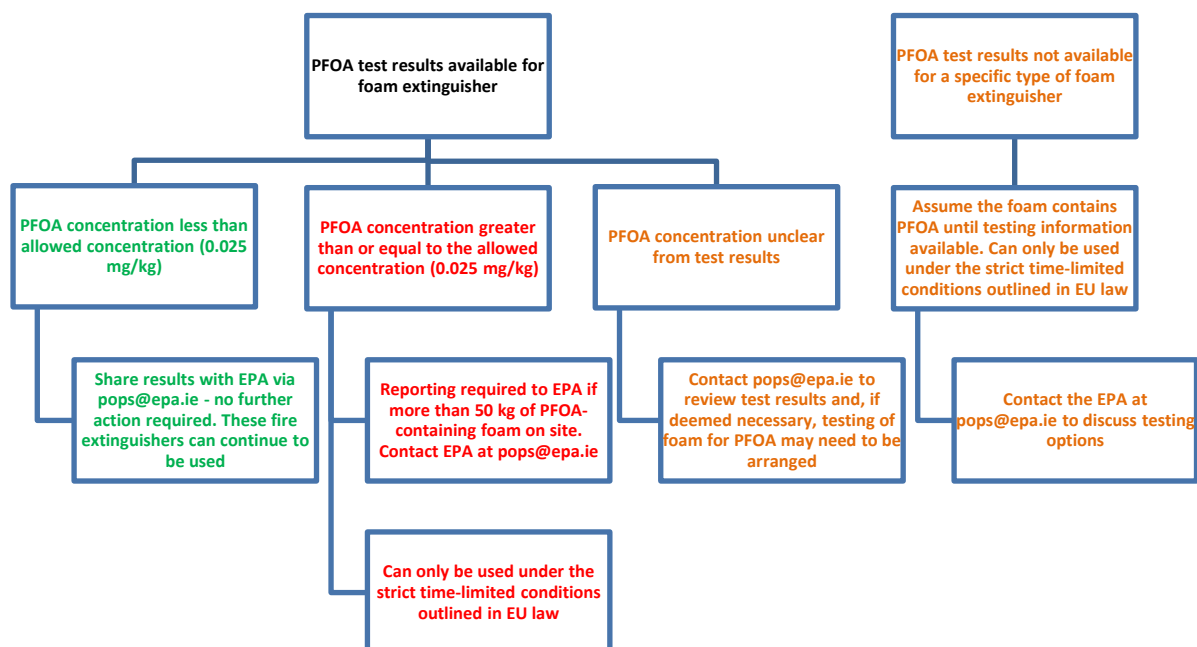 PFOA test results available for
foam extinguisher
PFOA test results not available
for a specific type of foam
extinguisher
PFOA concentration less than
allowed concentration (0.025
mg/kg)
PFOA concentration greater
than or equal to the allowed
concentration (0.025 mg/kg)
PFOA concentration unclear
from test results
Assume the foam contains
PFOA until testing information
available. Can only be used
under the strict time-limited
conditions outlined in EU law
Share results with EPA via
pops@epa.ie - no further
action required. These fire
extinguishers can continue to
be used
Reporting required to EPA if
more than 50 kg of PFOA-
containing foam on site.
Contact EPA at pops@epa.ie
Contact pops@epa.ie to
review test results and, if
deemed necessary, testing of
foam for PFOA may need to be
arranged
Contact the EPA at
pops@epa.ie to discuss testing
options
Can only be used under the
strict time-limited conditions
outlined in EU law